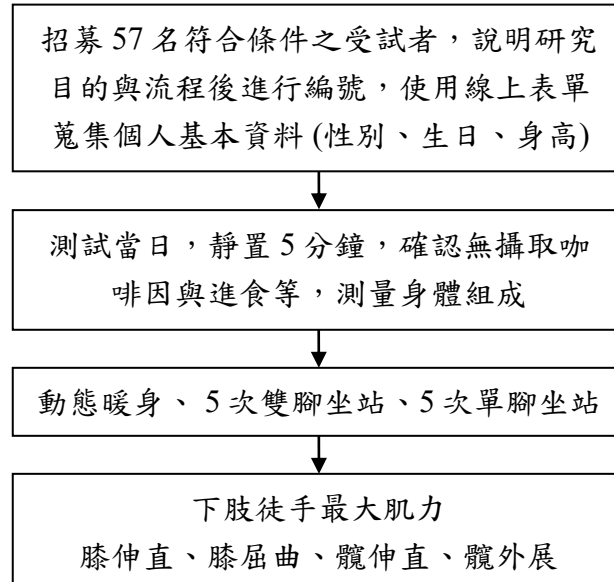 招募 57 名符合條件之受試者，說明研究
目的與流程後進行編號，使用線上表單
蒐集個人基本資料 (性別、生日、身高)
測試當日，靜置 5 分鐘，確認無攝取咖
啡因與進食等，測量身體組成
動態暖身、 5 次雙腳坐站、5 次單腳坐站
下肢徒手最大肌力
膝伸直、膝屈曲、髖伸直、髖外展